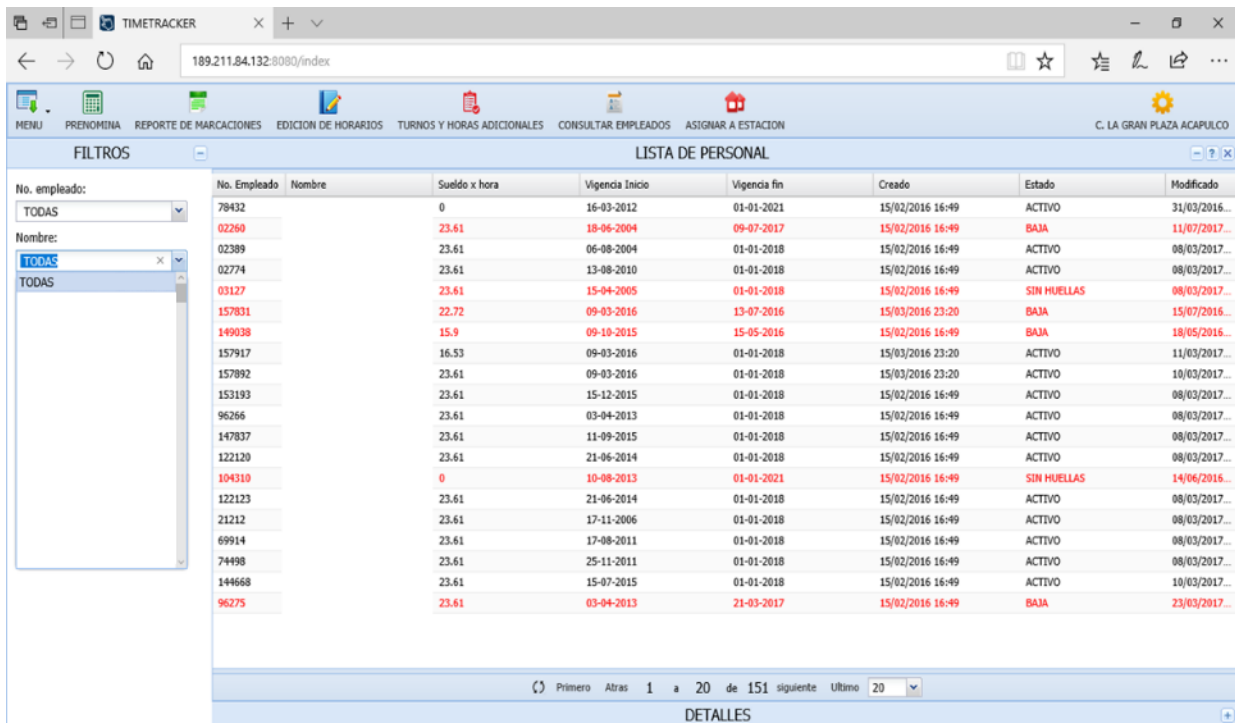 TIMETRACKER
189.211.84.132:8080/index
MENU PRENOMINA REPORTE DE MARCACIONES EDICION DE HORARIOS TURNOS Y HORAS ADICIONALES CONSULTAR EMPLEADOS ASIGNAR A ESTACION C. LA GRAN PLAZA ACAPULCO
FILTROS LISTA DE PERSONAL
No. empleado:
TODAS
Nombre:
TODAS
TODAS
No. Empleado Nombre Sueldo x hora Vigencia Inicio Vigencia fin Creado Estado Modificado
78432 0 16-03-2012 01-01-2021 15/02/2016 16:49 ACTIVO 31/03/2016...
02260 23.61 18-06-2004 09-07-2017 15/02/2016 16:49 BAJA 11/07/2017...
02389 23.61 06-08-2004 01-01-2018 15/02/2016 16:49 ACTIVO 08/03/2017...
02774 23.61 13-08-2010 01-01-2018 15/02/2016 16:49 ACTIVO 08/03/2017...
03127 23.61 15-04-2005 01-01-2018 15/02/2016 16:49 SIN HUELLAS 08/03/2017...
157831 22.72 09-03-2016 13-07-2016 15/03/2016 23:20 BAJA 15/07/2016...
149038 15.9 09-10-2015 15-05-2016 15/02/2016 16:49 BAJA 18/05/2016...
157917 16.53 09-03-2016 01-01-2018 15/03/2016 23:20 ACTIVO 11/03/2017...
157892 23.61 09-03-2016 01-01-2018 15/03/2016 23:20 ACTIVO 10/03/2017...
153193 23.61 15-12-2015 01-01-2018 15/02/2016 16:49 ACTIVO 08/03/2017...
96266 23.61 03-04-2013 01-01-2018 15/02/2016 16:49 ACTIVO 08/03/2017...
147837 23.61 11-09-2015 01-01-2018 15/02/2016 16:49 ACTIVO 08/03/2017...
122120 23.61 21-06-2014 01-01-2018 15/02/2016 16:49 ACTIVO 08/03/2017...
104310 0 10-08-2013 01-01-2021 15/02/2016 16:49 SIN HUELLAS 14/06/2016...
122123 23.61 21-06-2014 01-01-2018 15/02/2016 16:49 ACTIVO 08/03/2017...
21212 23.61 17-11-2006 01-01-2018 15/02/2016 16:49 ACTIVO 08/03/2017...
69914 23.61 17-08-2011 01-01-2018 15/02/2016 16:49 ACTIVO 08/03/2017...
74498 23.61 25-11-2011 01-01-2018 15/02/2016 16:49 ACTIVO 08/03/2017...
144668 23.61 15-07-2015 01-01-2018 15/02/2016 16:49 ACTIVO 10/03/2017...
96275 23.61 03-04-2013 21-03-2017 15/02/2016 16:49 BAJA 23/03/2017...
Primero Atras 1 a 20 de 151 siguiente Ultimo 20
DETALLES